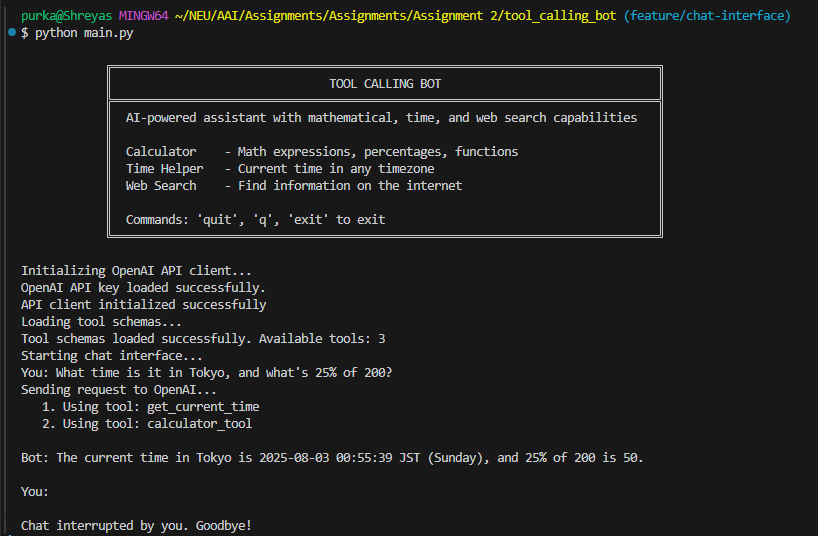 purka@Shreyas MINGW64 ~/NEU/AAI/Assignments/Assignments/Assignment 2/tool_calling_bot (feature/chat-interface)
$ python main.py
TOOL CALLING BOT
AI-powered assistant with mathematical, time, and web search capabilities
Calculator - Math expressions, percentages, functions
Time Helper - Current time in any timezone
Web Search - Find information on the internet
Commands: 'quit', 'q', 'exit' to exit
Initializing OpenAI API client...
OpenAI API key loaded successfully.
API client initialized successfully
Loading tool schemas...
Tool schemas loaded successfully. Available tools: 3
Starting chat interface...
You: What time is it in Tokyo, and what's 25% of 200?
Sending request to OpenAI...
1. Using tool: get_current_time
2. Using tool: calculator_tool
Bot: The current time in Tokyo is 2025-08-03 00:55:39 JST (Sunday), and 25% of 200 is 50.
You:
Chat interrupted by you. Goodbye!